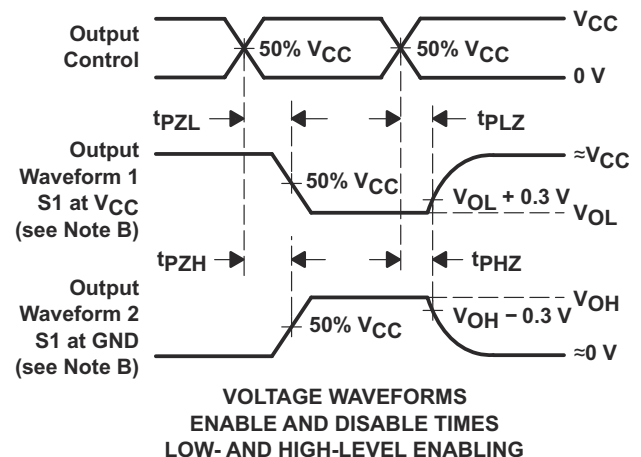 Output
Control
50% VCC
50% VCC
VCC
0 V
tPZL
tPLZ
Output
Waveform 1
S1 at VCC
(see Note B)
50% VCC
≈VCC
VOL + 0.3 V
VOL
tPZH
tPHZ
Output
Waveform 2
S1 at GND
(see Note B)
50% VCC
VOH
VOH − 0.3 V
≈0 V
VOLTAGE WAVEFORMS
ENABLE AND DISABLE TIMES
LOW- AND HIGH-LEVEL ENABLING